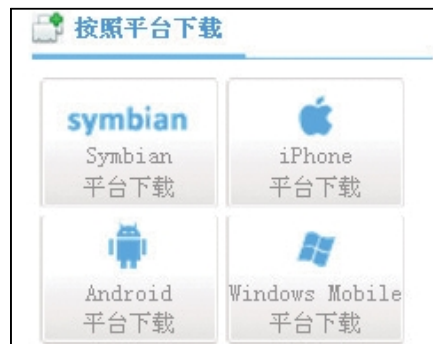 按照平台下载
symbian
Symbian
平台下载
iPhone
平台下载
Android
平台下载
Windows Mobile
平台下载